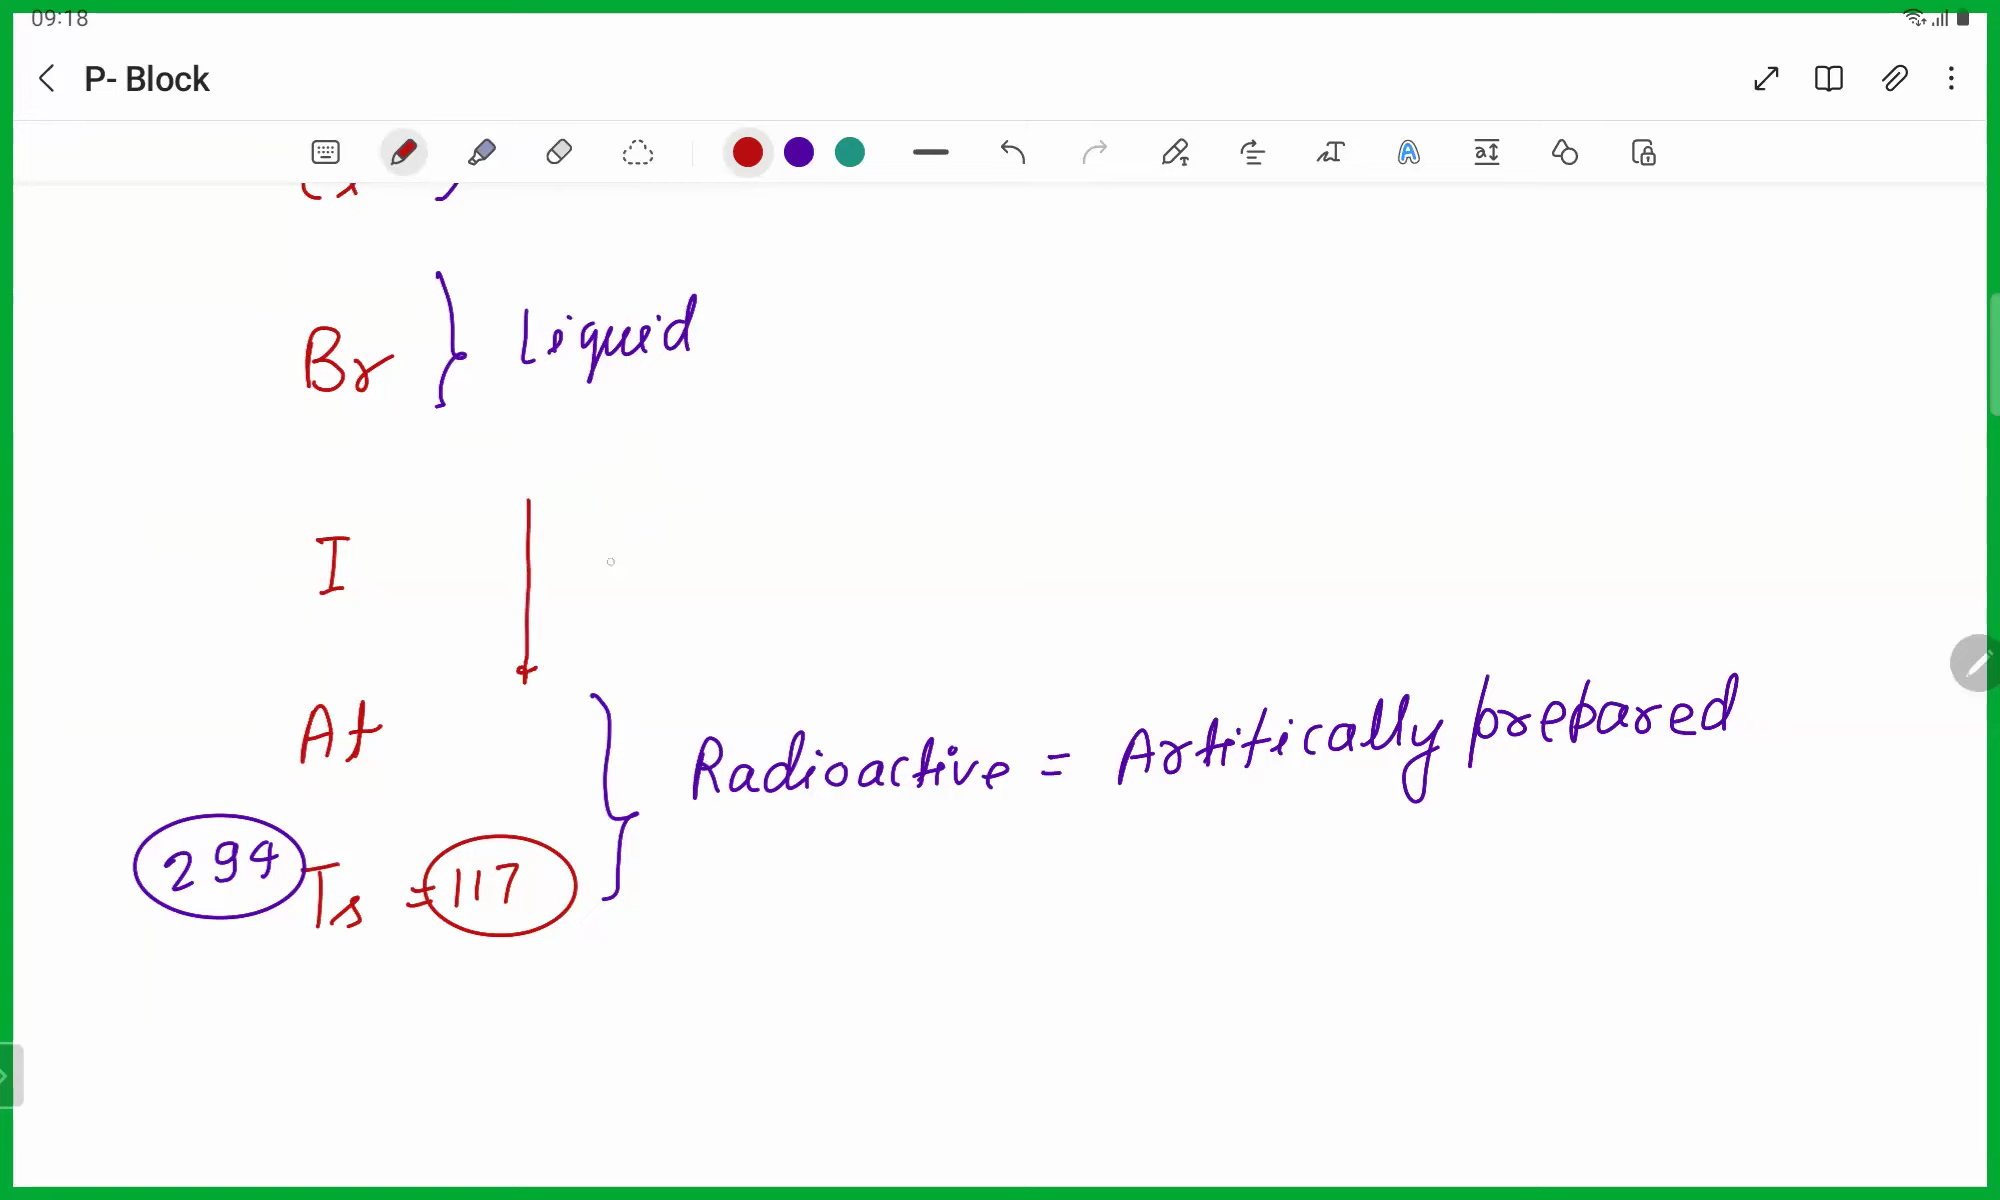 09:18
P- Block
Br } Liquid
I
At
Radioactive = Artifically prepared
294 Ts = 117